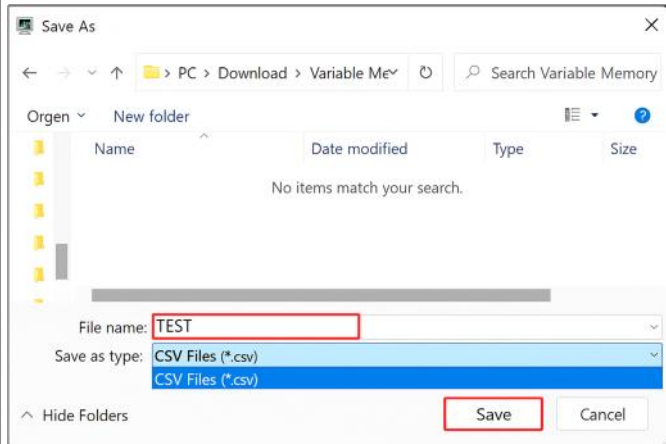 Save As
PC > Download > Variable Me
Search Variable Memory
Orgen
New folder
Name
Date modified
Type
Size
No items match your search.
File name: TEST
Save as type: CSV Files (*.csv)
CSV Files (*.csv)
Hide Folders
Save
Cancel